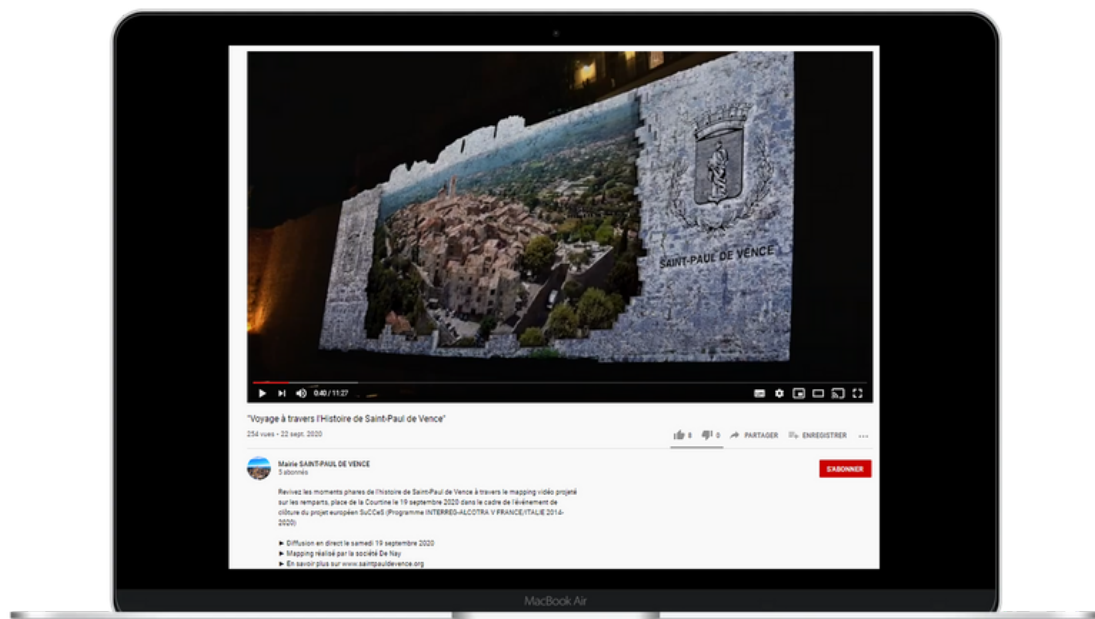 SAINT-PAUL DE VENCE
0:40 / 11:27
"Voyage à travers l'Histoire de Saint-Paul de Vence"
254 vues • 22 sept. 2020
8
0
PARTAGER
ENREGISTRER
...
Mairie SAINT-PAUL DE VENCE
5 abonnés
S'ABONNER
Revivez les moments phares de l'histoire de Saint-Paul de Vence à travers le mapping vidéo projeté
sur les remparts, place de la Courtine le 19 septembre 2020 dans le cadre de l'événement de
clôture du projet européen SuCCeS (Programme INTERREG-ALCOTRA V FRANCE/ITALIE 2014-
2020)
► Diffusion en direct le samedi 19 septembre 2020
► Mapping réalisé par la société De Nay
► En savoir plus sur www.saintpauldevence.org
MacBook Air